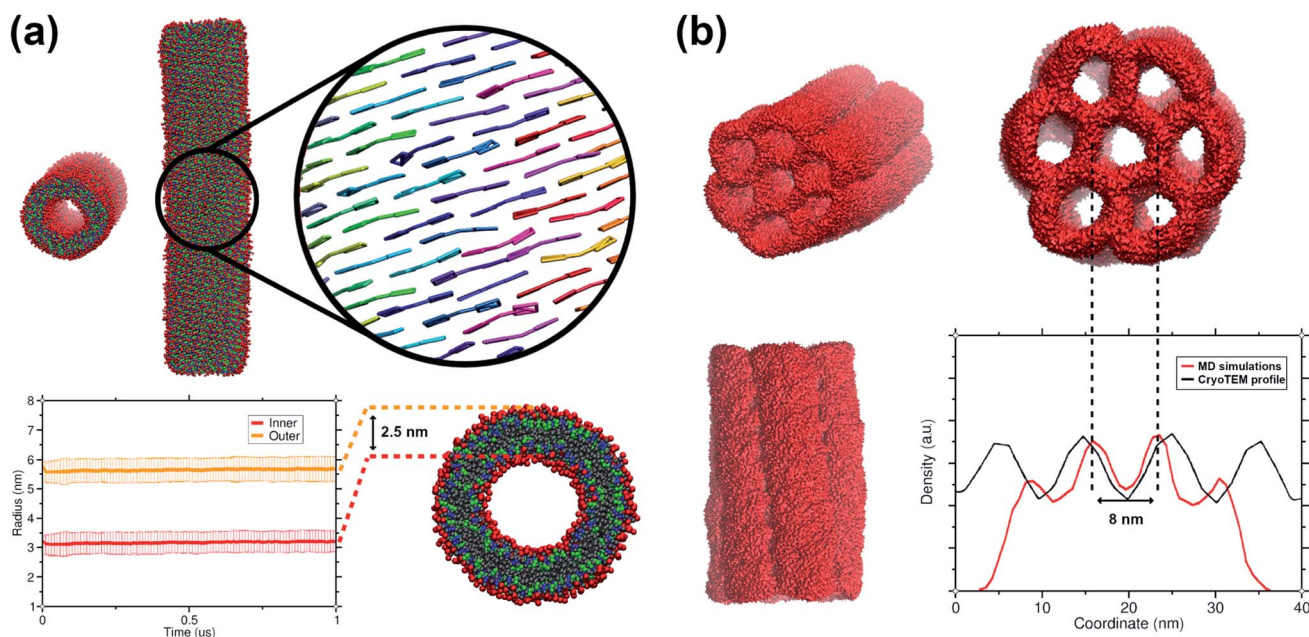 (a)
(b)
Inner
Outer
2.5 nm
Radius (nm)
8
7
6
5
4
3
2
1
0
0.5
1
Time (us)
MD simulations
CryoTEM profile
Density (a.u)
8 nm
0
10
20
30
40
Coordinate (nm)